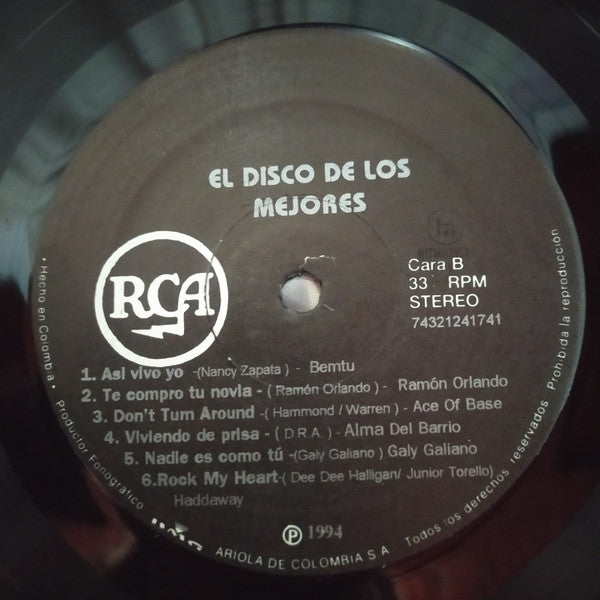 EL DISCO DE LOS
MEJORES
RCA
Cara B
33 RPM
STEREO
74321241741
1. Asi vivo yo -(Nancy Zapata ) - Bemtu
2. Te compro tu novia - ( Ramón Orlando) - Ramón Orlando
3. Don't Turn Around -( Hammond / Warren ) - Ace Of Base
4. Viviendo de prisa - ( D R A ) - Alma Del Barrio
5. Nadie es como tú -(Galy Galiano ) Galy Galiano
6.Rock My Heart-( Dee Dee Halligan/ Junior Torello)
Haddaway
℗ 1994
• Hecho en Colombia • Productor Fonográfico
ARIOLA DE COLOMBIA S A
Todos los derechos reservados Prohibida la reproducción